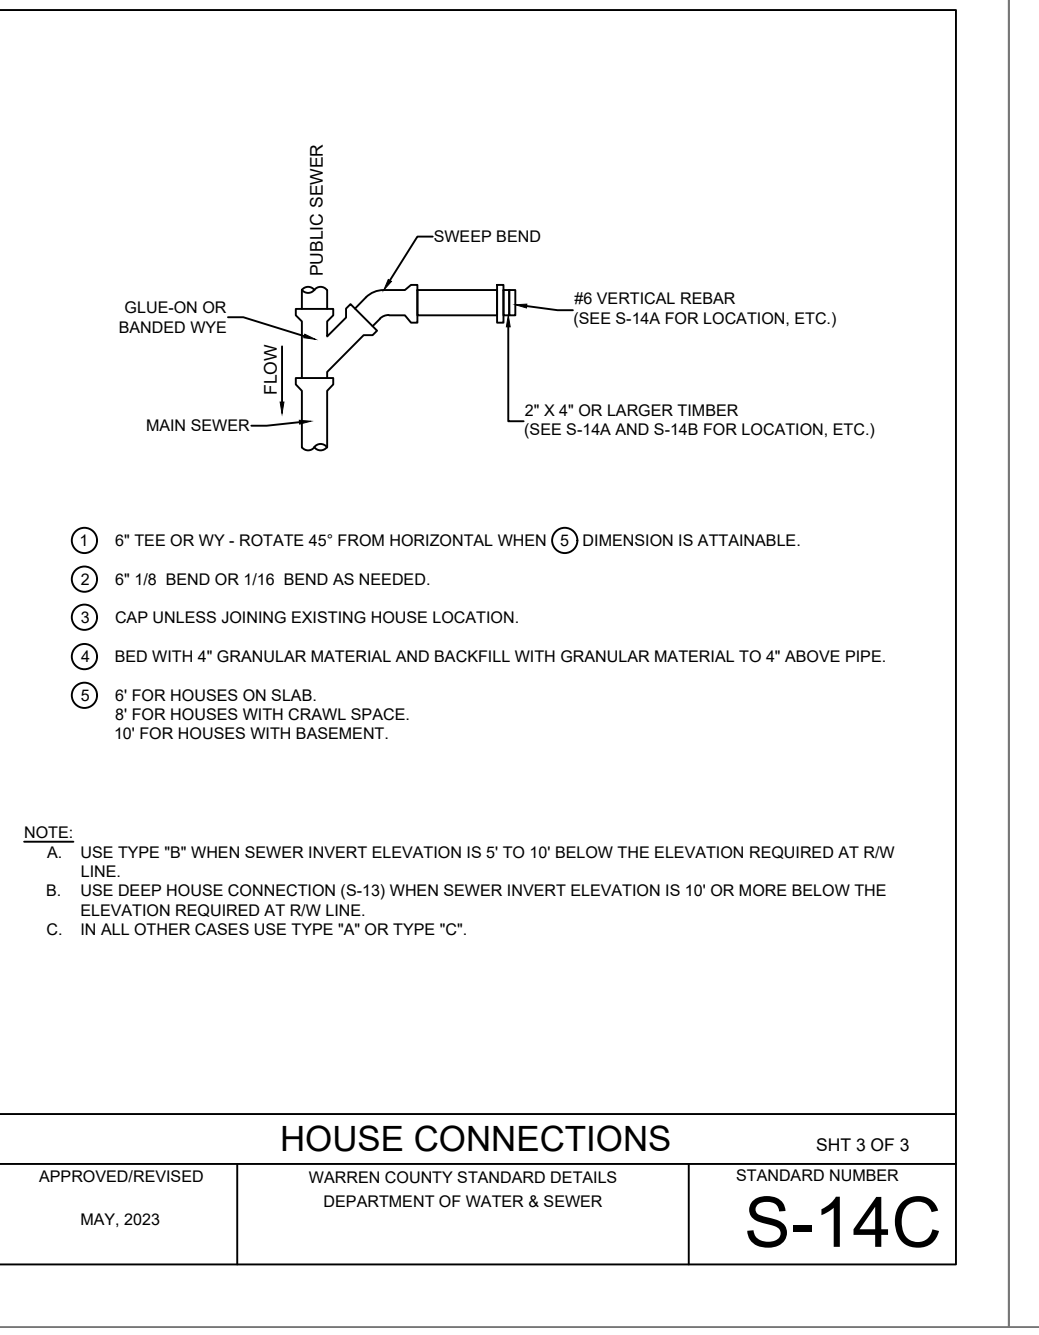 PUBLIC SEWER
SWEEP BEND
GLUE-ON OR
BANDED WYE
#6 VERTICAL REBAR
(SEE S-14A FOR LOCATION, ETC.)
FLOW
MAIN SEWER
2" X 4" OR LARGER TIMBER
(SEE S-14A AND S-14B FOR LOCATION, ETC.)
1 6" TEE OR WY - ROTATE 45° FROM HORIZONTAL WHEN 5 DIMENSION IS ATTAINABLE.
2 6" 1/8 BEND OR 1/16 BEND AS NEEDED.
3 CAP UNLESS JOINING EXISTING HOUSE LOCATION.
4 BED WITH 4" GRANULAR MATERIAL AND BACKFILL WITH GRANULAR MATERIAL TO 4" ABOVE PIPE.
5 6' FOR HOUSES ON SLAB.
8' FOR HOUSES WITH CRAWL SPACE.
10' FOR HOUSES WITH BASEMENT.
NOTE:
A. USE TYPE "B" WHEN SEWER INVERT ELEVATION IS 5' TO 10' BELOW THE ELEVATION REQUIRED AT R/W
LINE.
B. USE DEEP HOUSE CONNECTION (S-13) WHEN SEWER INVERT ELEVATION IS 10' OR MORE BELOW THE
ELEVATION REQUIRED AT R/W LINE.
C. IN ALL OTHER CASES USE TYPE "A" OR TYPE "C".
HOUSE CONNECTIONS
SHT 3 OF 3
APPROVED/REVISED
MAY, 2023
WARREN COUNTY STANDARD DETAILS
DEPARTMENT OF WATER & SEWER
STANDARD NUMBER
S-14C